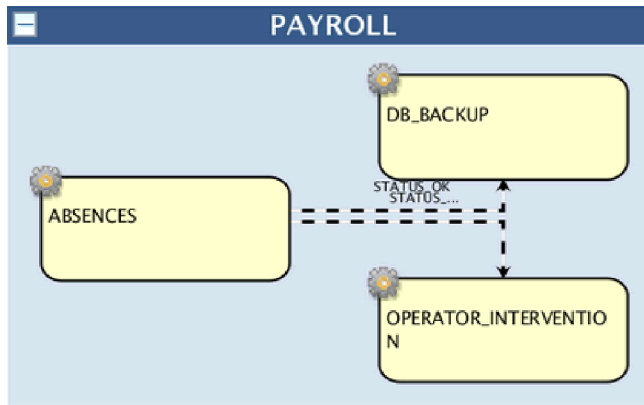 PAYROLL
DB_BACKUP
STATUS_OK
STATUS_...
ABSENCES
OPERATOR_INTERVENTIO
N